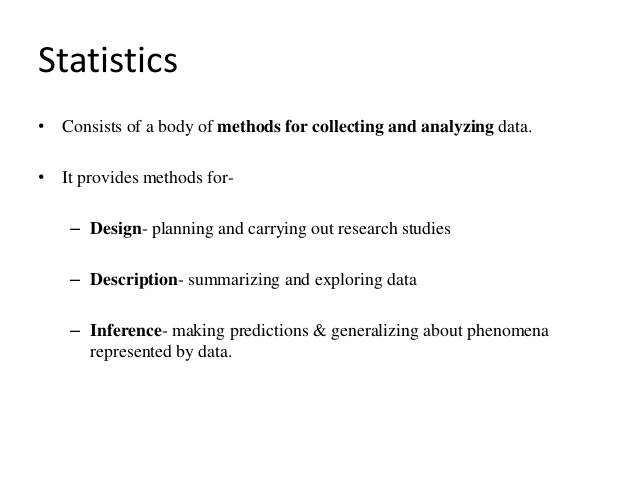 Statistics
• Consists of a body of methods for collecting and analyzing data.
• It provides methods for-
– Design- planning and carrying out research studies
– Description- summarizing and exploring data
– Inference- making predictions & generalizing about phenomena
represented by data.